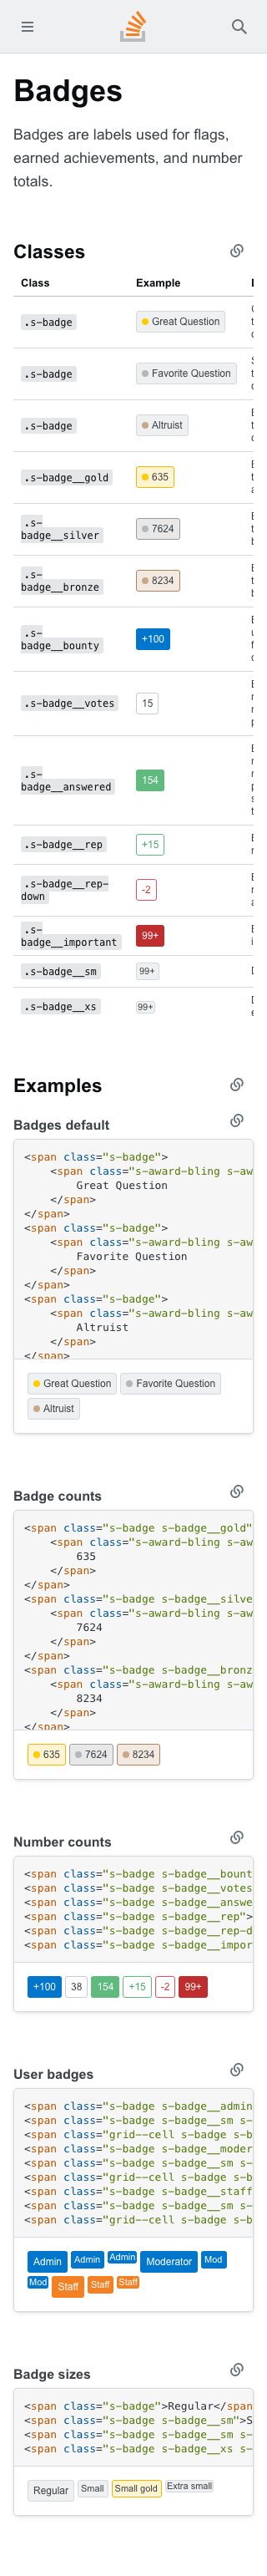 Badges
Badges are labels used for flags,
earned achievements, and number
totals.
Classes
Class Example
.s-badge Great Question
.s-badge Favorite Question
.s-badge Altruist
.s-badge__gold 635
.s-
badge__silver 7624
.s-
badge__bronze 8234
.s-
badge__bounty +100
.s-badge__votes 15
.s-
badge__answered 154
.s-badge__rep +15
.s-badge__rep-
down -2
.s-
badge__important 99+
.s-badge__sm 99+
.s-badge__xs 99+
Examples
Badges default
<span class="s-badge">
<span class="s-award-bling s-aw
Great Question
</span>
</span>
<span class="s-badge">
<span class="s-award-bling s-aw
Favorite Question
</span>
</span>
<span class="s-badge">
<span class="s-award-bling s-aw
Altruist
</span>
</span>
Great Question Favorite Question
Altruist
Badge counts
<span class="s-badge s-badge__gold"
<span class="s-award-bling s-aw
635
</span>
</span>
<span class="s-badge s-badge__silve
<span class="s-award-bling s-aw
7624
</span>
</span>
<span class="s-badge s-badge__bronz
<span class="s-award-bling s-aw
8234
</span>
</span>
635 7624 8234
Number counts
<span class="s-badge s-badge__bount
<span class="s-badge s-badge__votes
<span class="s-badge s-badge__answe
<span class="s-badge s-badge__rep">
<span class="s-badge s-badge__rep-d
<span class="s-badge s-badge__impor
+100 38 154 +15 -2 99+
User badges
<span class="s-badge s-badge__admin
<span class="s-badge s-badge__sm s-
<span class="grid--cell s-badge s-b
<span class="s-badge s-badge__moder
<span class="s-badge s-badge__sm s-
<span class="grid--cell s-badge s-b
<span class="s-badge s-badge__staff
<span class="s-badge s-badge__sm s-
<span class="grid--cell s-badge s-b
Admin Admin Admin Moderator Mod
Mod Staff Staff Staff
Badge sizes
<span class="s-badge">Regular</span
<span class="s-badge s-badge__sm">S
<span class="s-badge s-badge__sm s-
<span class="s-badge s-badge__xs s-
Regular Small Small gold Extra small